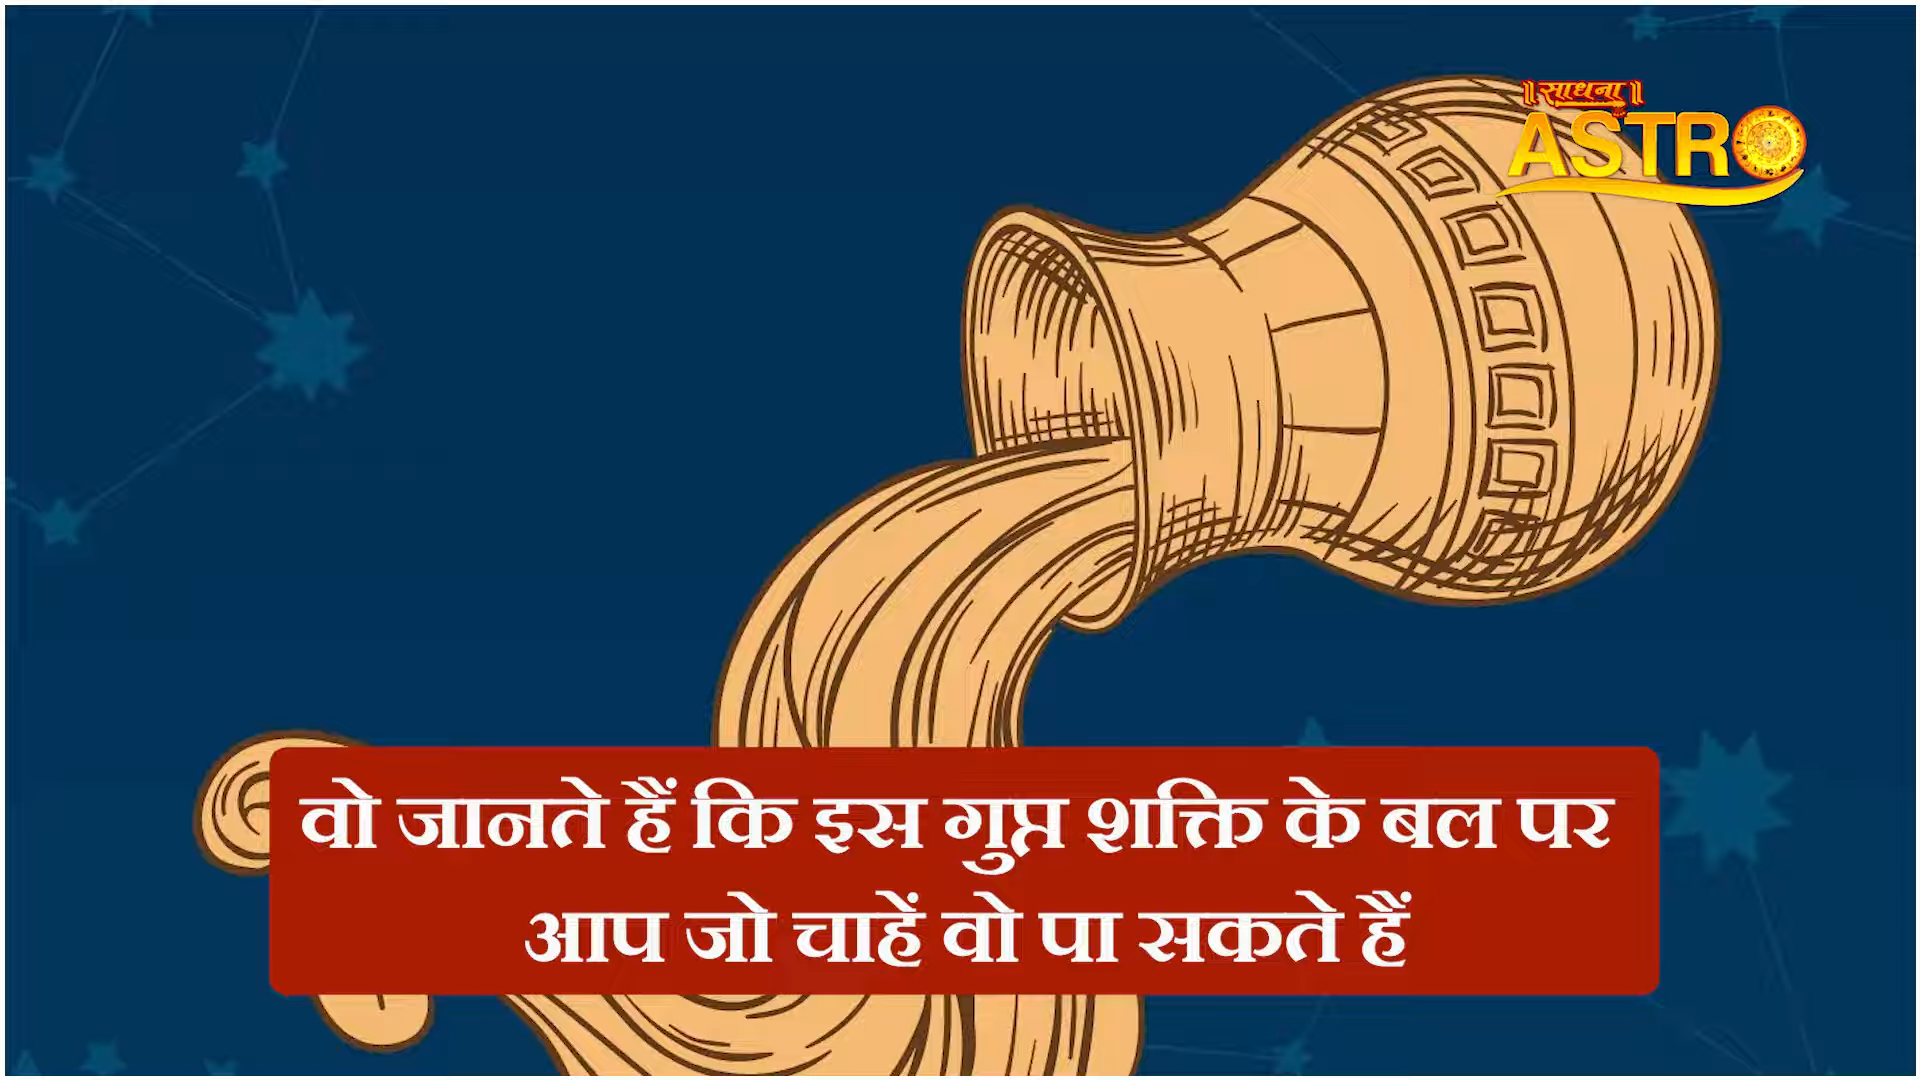 ॥साधना॥
ASTRO
वो जानते हैं कि इस गुप्त शक्ति के बल पर
आप जो चाहें वो पा सकते हैं